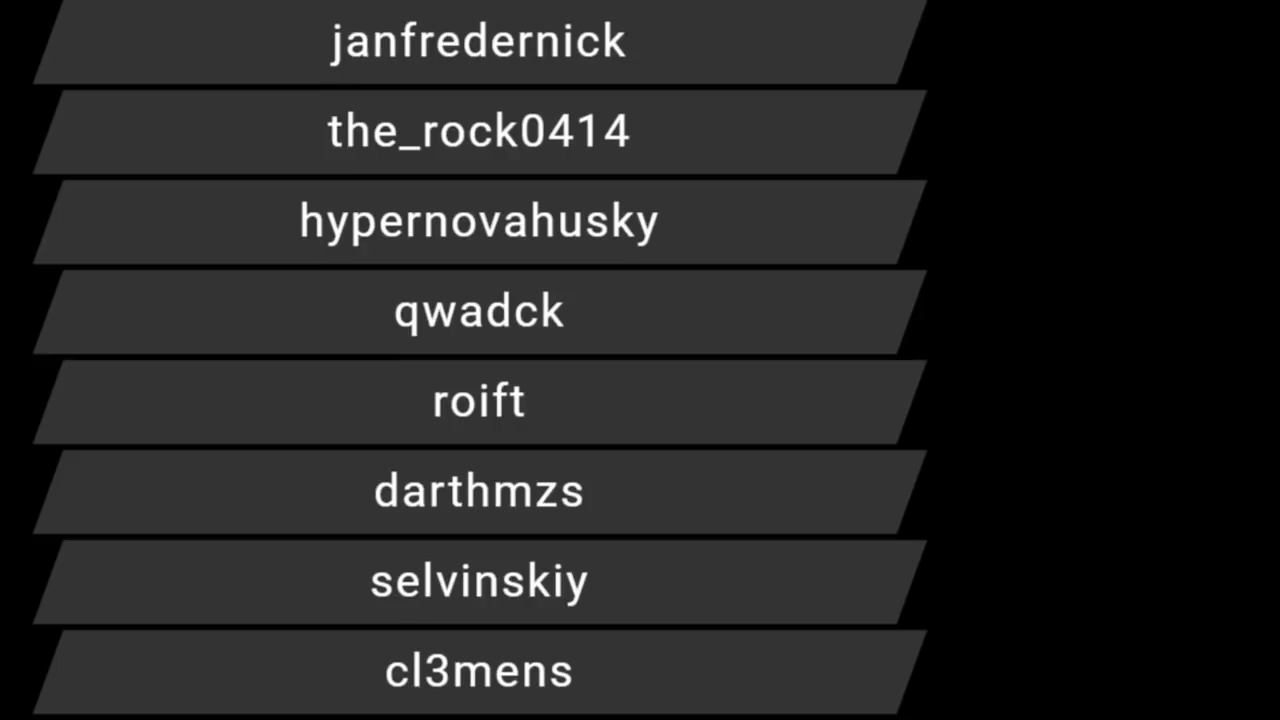 janfredernick
the_rock0414
hypernovahusky
qwadck
roift
darthmzs
selvinskiy
cl3mens